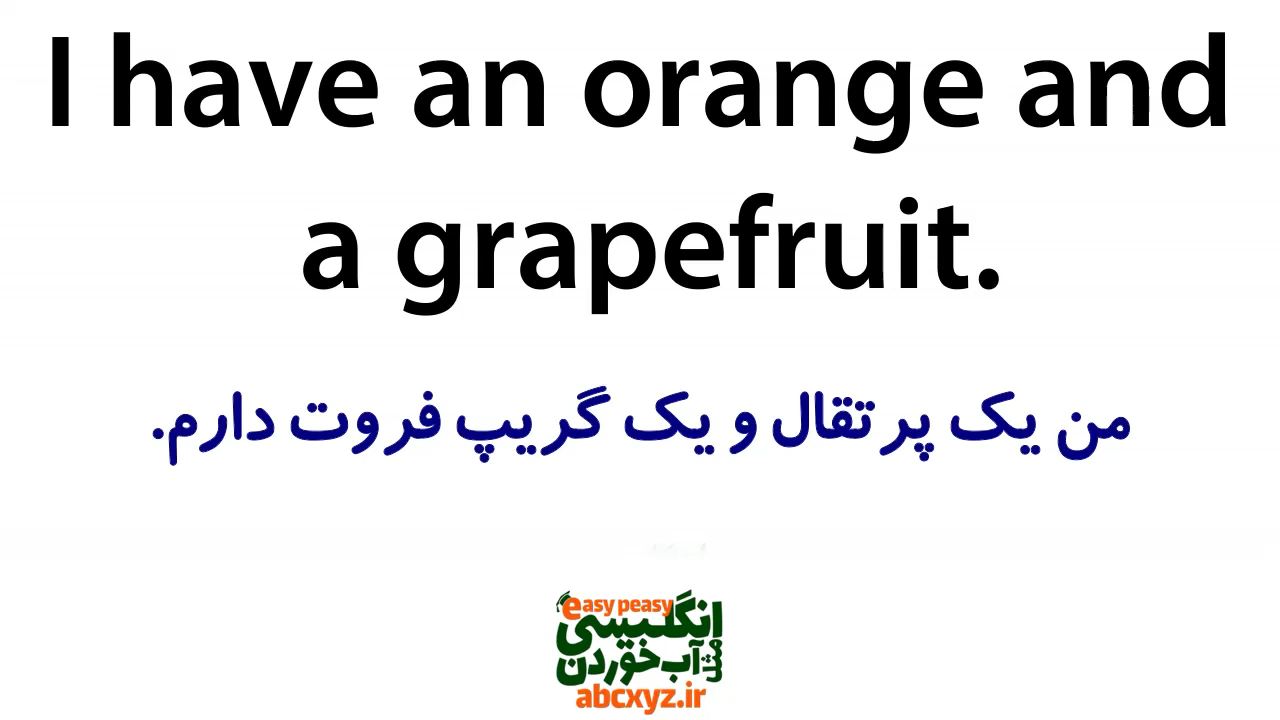 I have an orange and
a grapefruit.
من یک پرتقال و یک گریپ فروت دارم.
easy peasy
انگلیسی
مثل آب خوردن
abcxyz.ir